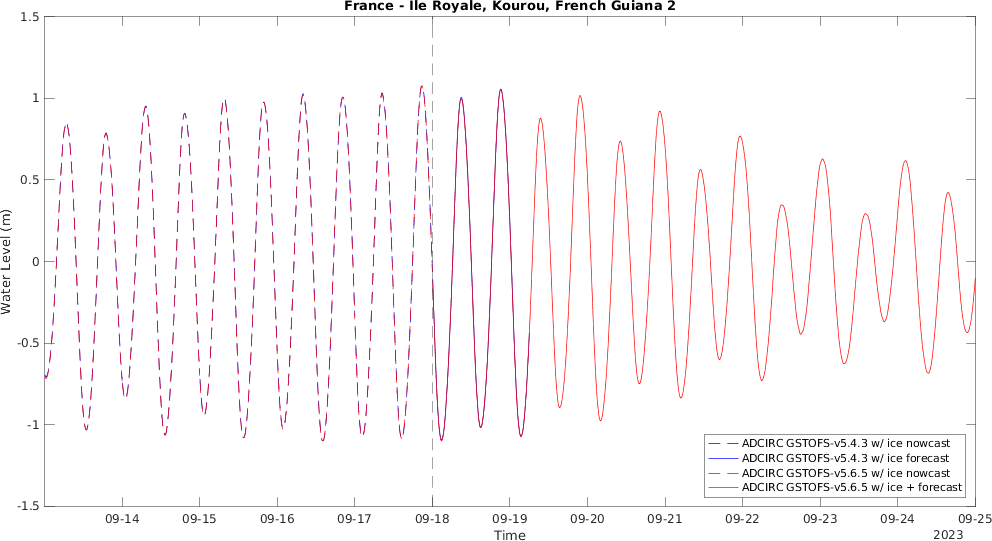 France - Ile Royale, Kourou, French Guiana 2
Water Level (m)
1.5
1
0.5
0
-0.5
-1
-1.5
09-14
09-15
09-16
09-17
09-18
09-19
09-20
09-21
09-22
09-23
09-24
09-25
Time
2023
ADCIRC GSTOFS-v5.4.3 w/ ice nowcast
ADCIRC GSTOFS-v5.4.3 w/ ice forecast
ADCIRC GSTOFS-v5.6.5 w/ ice nowcast
ADCIRC GSTOFS-v5.6.5 w/ ice + forecast